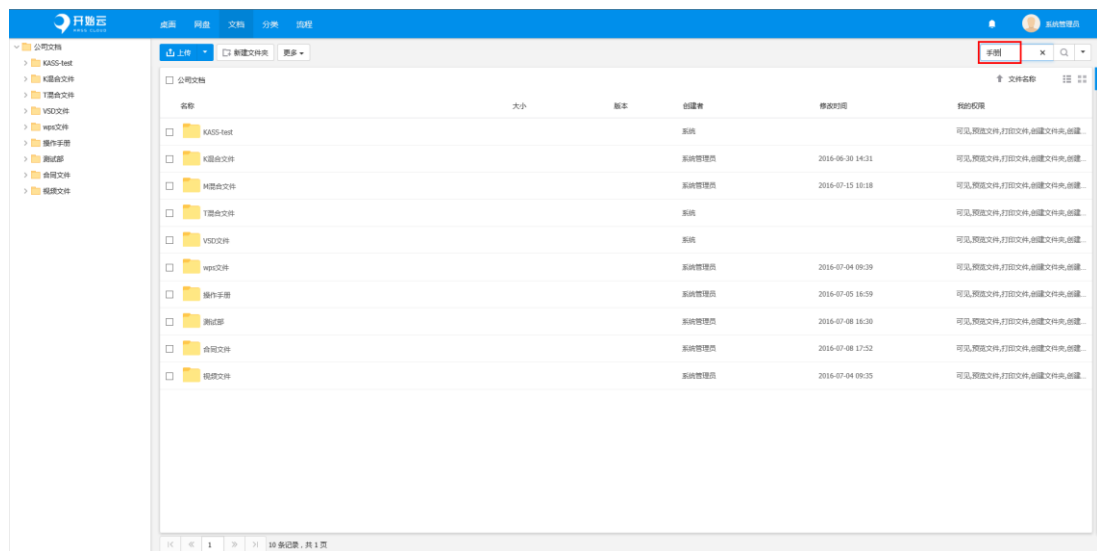 开始云
KASS CLOUD
桌面 网盘 文档 分类 流程
系统管理员
公司文档
KASS-test
K混合文件
T混合文件
VSD文件
wps文件
操作手册
测试部
合同文件
视频文件
上传 新建文件夹 更多
手册
公司文档 文件名称
名称 大小 版本 创建者 修改时间 我的权限
KASS-test 系统 可见,预览文件,打印文件,创建文件夹,创建...
K混合文件 系统管理员 2016-06-30 14:31 可见,预览文件,打印文件,创建文件夹,创建...
M混合文件 系统管理员 2016-07-15 10:18 可见,预览文件,打印文件,创建文件夹,创建...
T混合文件 系统 可见,预览文件,打印文件,创建文件夹,创建...
VSD文件 系统 可见,预览文件,打印文件,创建文件夹,创建...
wps文件 系统管理员 2016-07-04 09:39 可见,预览文件,打印文件,创建文件夹,创建...
操作手册 系统管理员 2016-07-05 16:59 可见,预览文件,打印文件,创建文件夹,创建...
测试部 系统管理员 2016-07-08 16:30 可见,预览文件,打印文件,创建文件夹,创建...
合同文件 系统管理员 2016-07-08 17:52 可见,预览文件,打印文件,创建文件夹,创建...
视频文件 系统管理员 2016-07-04 09:35 可见,预览文件,打印文件,创建文件夹,创建...
1 10 条记录，共 1 页